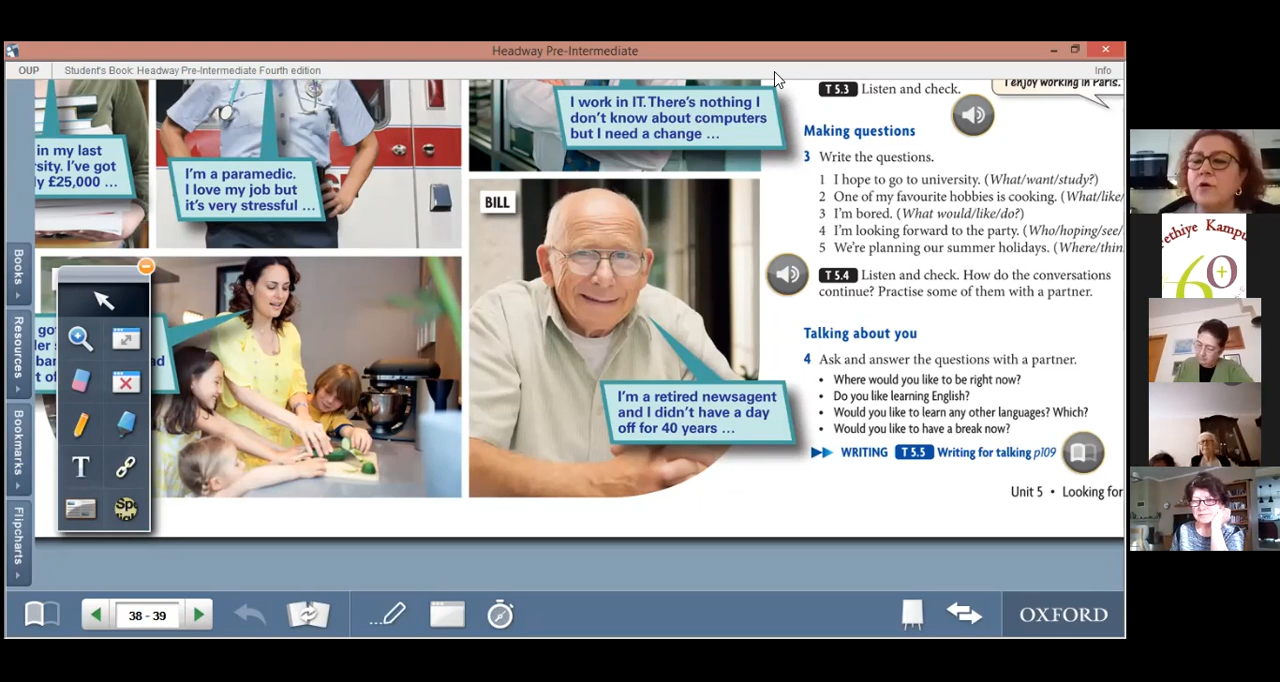 Headway Pre-Intermediate
OUP
Student's Book: Headway Pre-Intermediate Fourth edition
Info
in my last
I've got
£25,000 ...
I'm a paramedic.
I love my job but
it's very stressful ...
I work in IT. There's nothing I
don't know about computers
but I need a change ...
BILL
I'm a retired newsagent
and I didn't have a day
off for 40 years ...
I enjoy working in Paris.
T 5.3 Listen and check.
Making questions
3 Write the questions.
1 I hope to go to university. (What/want/study?)
2 One of my favourite hobbies is cooking. (What/like/
3 I'm bored. (What would/like/do?)
4 I'm looking forward to the party. (Who/hoping/see/
5 We're planning our summer holidays. (Where/
T 5.4 Listen and check. How do the conversations
continue? Practise some of them with a partner.
Talking about you
4 Ask and answer the questions with a partner.
• Where would you like to be right now?
• Do you like learning English?
• Would you like to learn any other languages? Which?
• Would you like to have a break now?
WRITING T 5.5 Writing for talking p109
Unit 5 • Looking
Books
Resources
Bookmarks
Flipcharts
T
38 - 39
OXFORD
60+